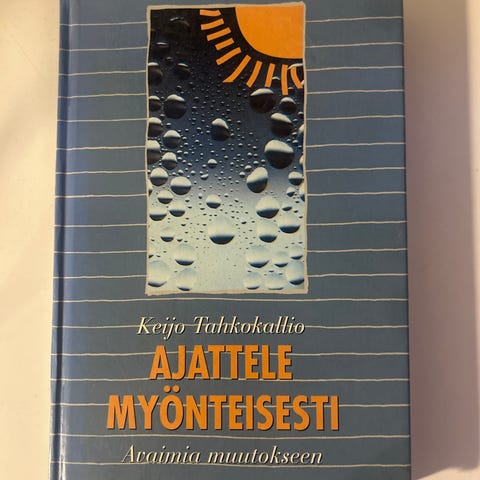 Keijo Tahkokallio
AJATTELE
MYÖNTEISESTI
Avaimia muutokseen